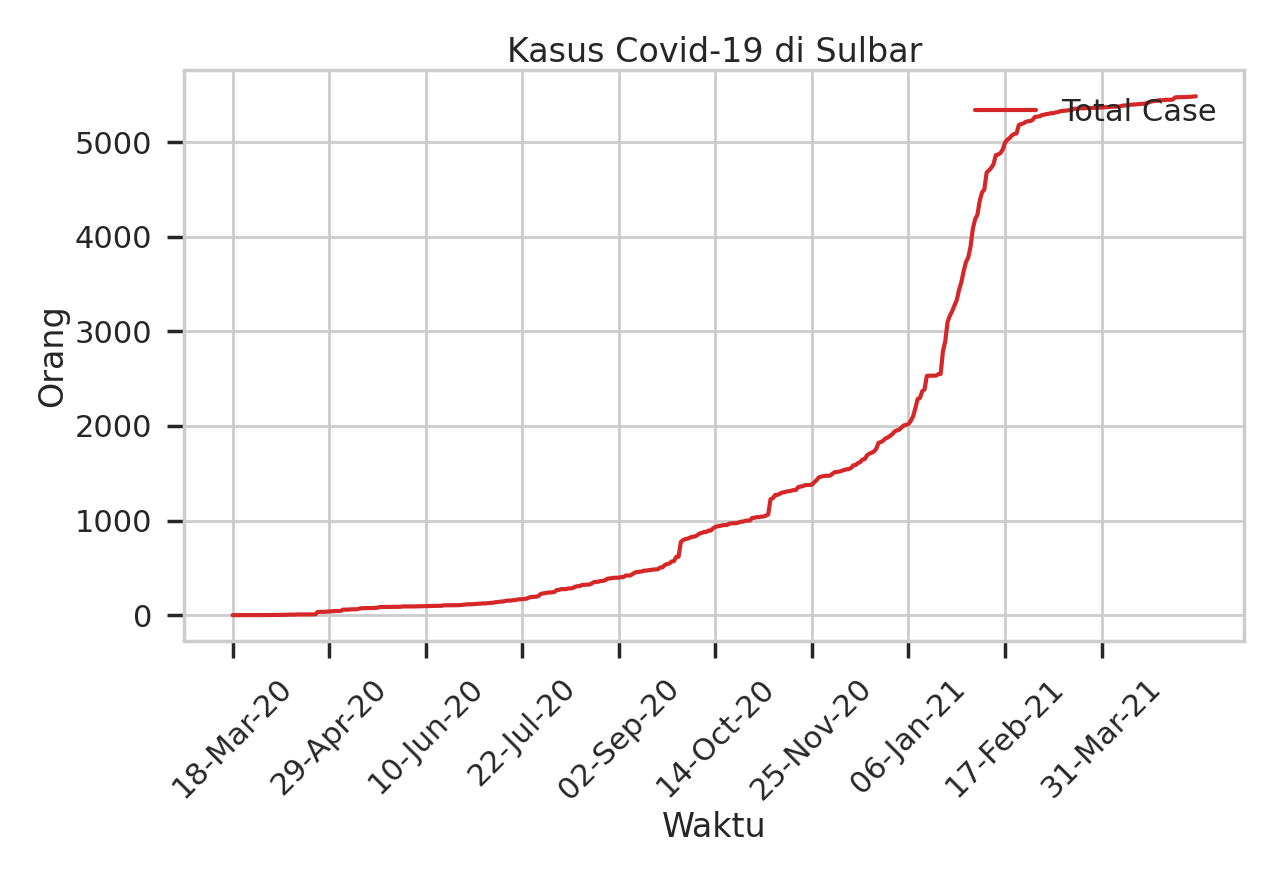 Kasus Covid-19 di Sulbar
Total Case
Orang
5000
4000
3000
2000
1000
0
18-Mar-20
29-Apr-20
10-Jun-20
22-Jul-20
02-Sep-20
14-Oct-20
25-Nov-20
06-Jan-21
17-Feb-21
31-Mar-21
Waktu